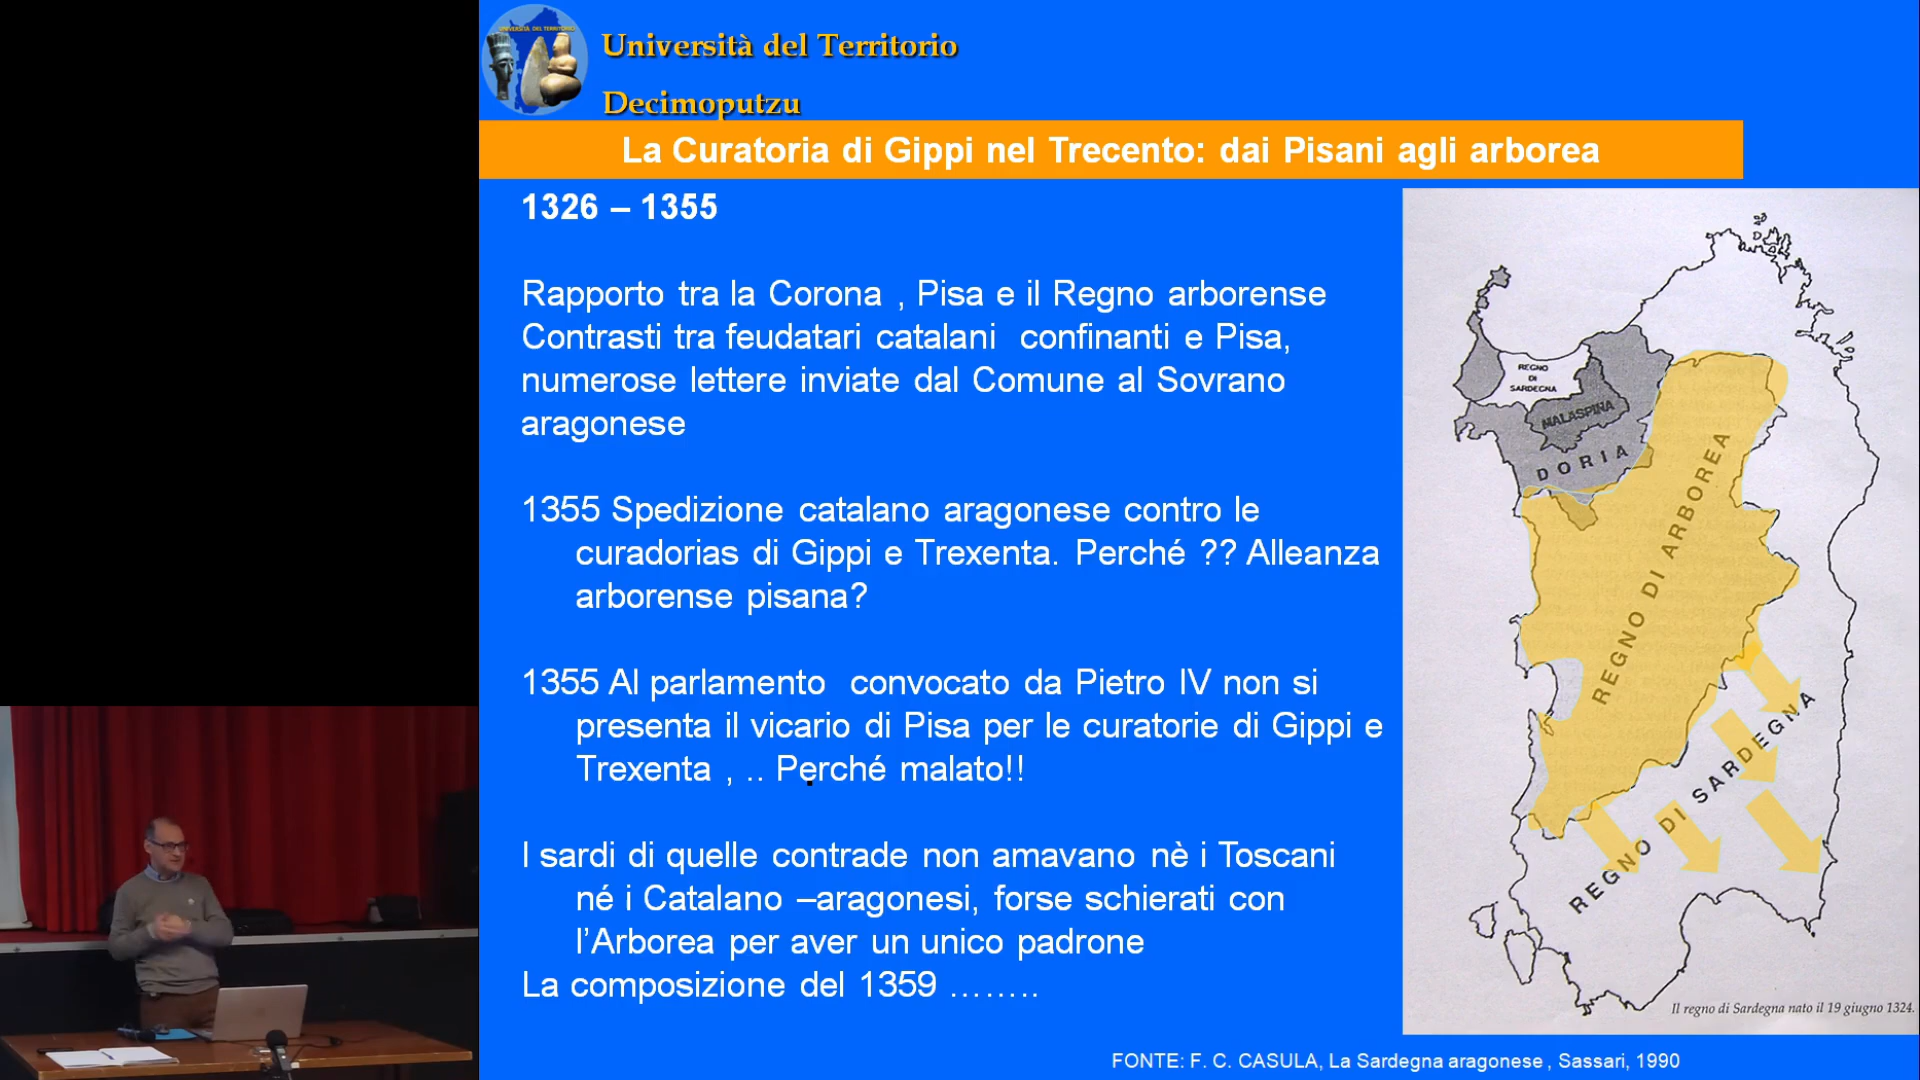 UNIVERSITÀ DEL TERRITORIO
Università del Territorio
Decimoputzu
La Curatoria di Gippi nel Trecento: dai Pisani agli arborea
1326 – 1355
Rapporto tra la Corona , Pisa e il Regno arborense
Contrasti tra feudatari catalani confinanti e Pisa,
numerose lettere inviate dal Comune al Sovrano
aragonese
1355 Spedizione catalano aragonese contro le
curadorias di Gippi e Trexenta. Perché ?? Alleanza
arborense pisana?
1355 Al parlamento convocato da Pietro IV non si
presenta il vicario di Pisa per le curatorie di Gippi e
Trexenta , .. Perché malato!!
I sardi di quelle contrade non amavano nè i Toscani
né i Catalano –aragonesi, forse schierati con
l’Arborea per aver un unico padrone
La composizione del 1359 ........
REGNO
DI
SARDEGNA
MALASPINA
DORIA
REGNO DI ARBOREA
REGNO DI SARDEGNA
Il regno di Sardegna nato il 19 giugno 1324.
FONTE: F. C. CASULA, La Sardegna aragonese , Sassari, 1990